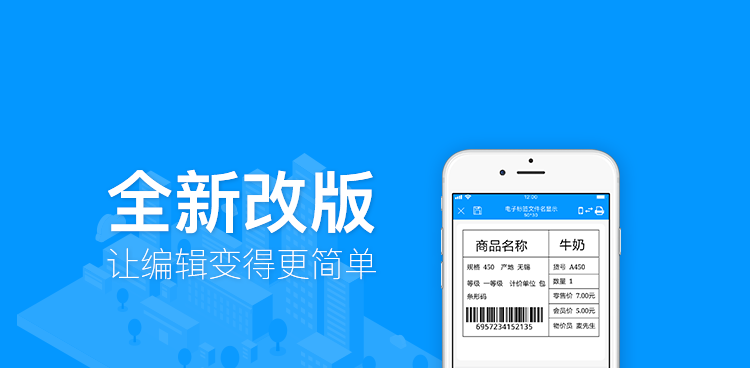 全新改版
让编辑变得更简单
12:00
电子标签文件名显示
50*30
商品名称 牛奶
规格 450 产地 无锡 货号 A450
等级 一等级 计价单位 包 数量 1
条形码 零售价 7.00元
会员价 5.00元
6957234152135 物价员 麦先生